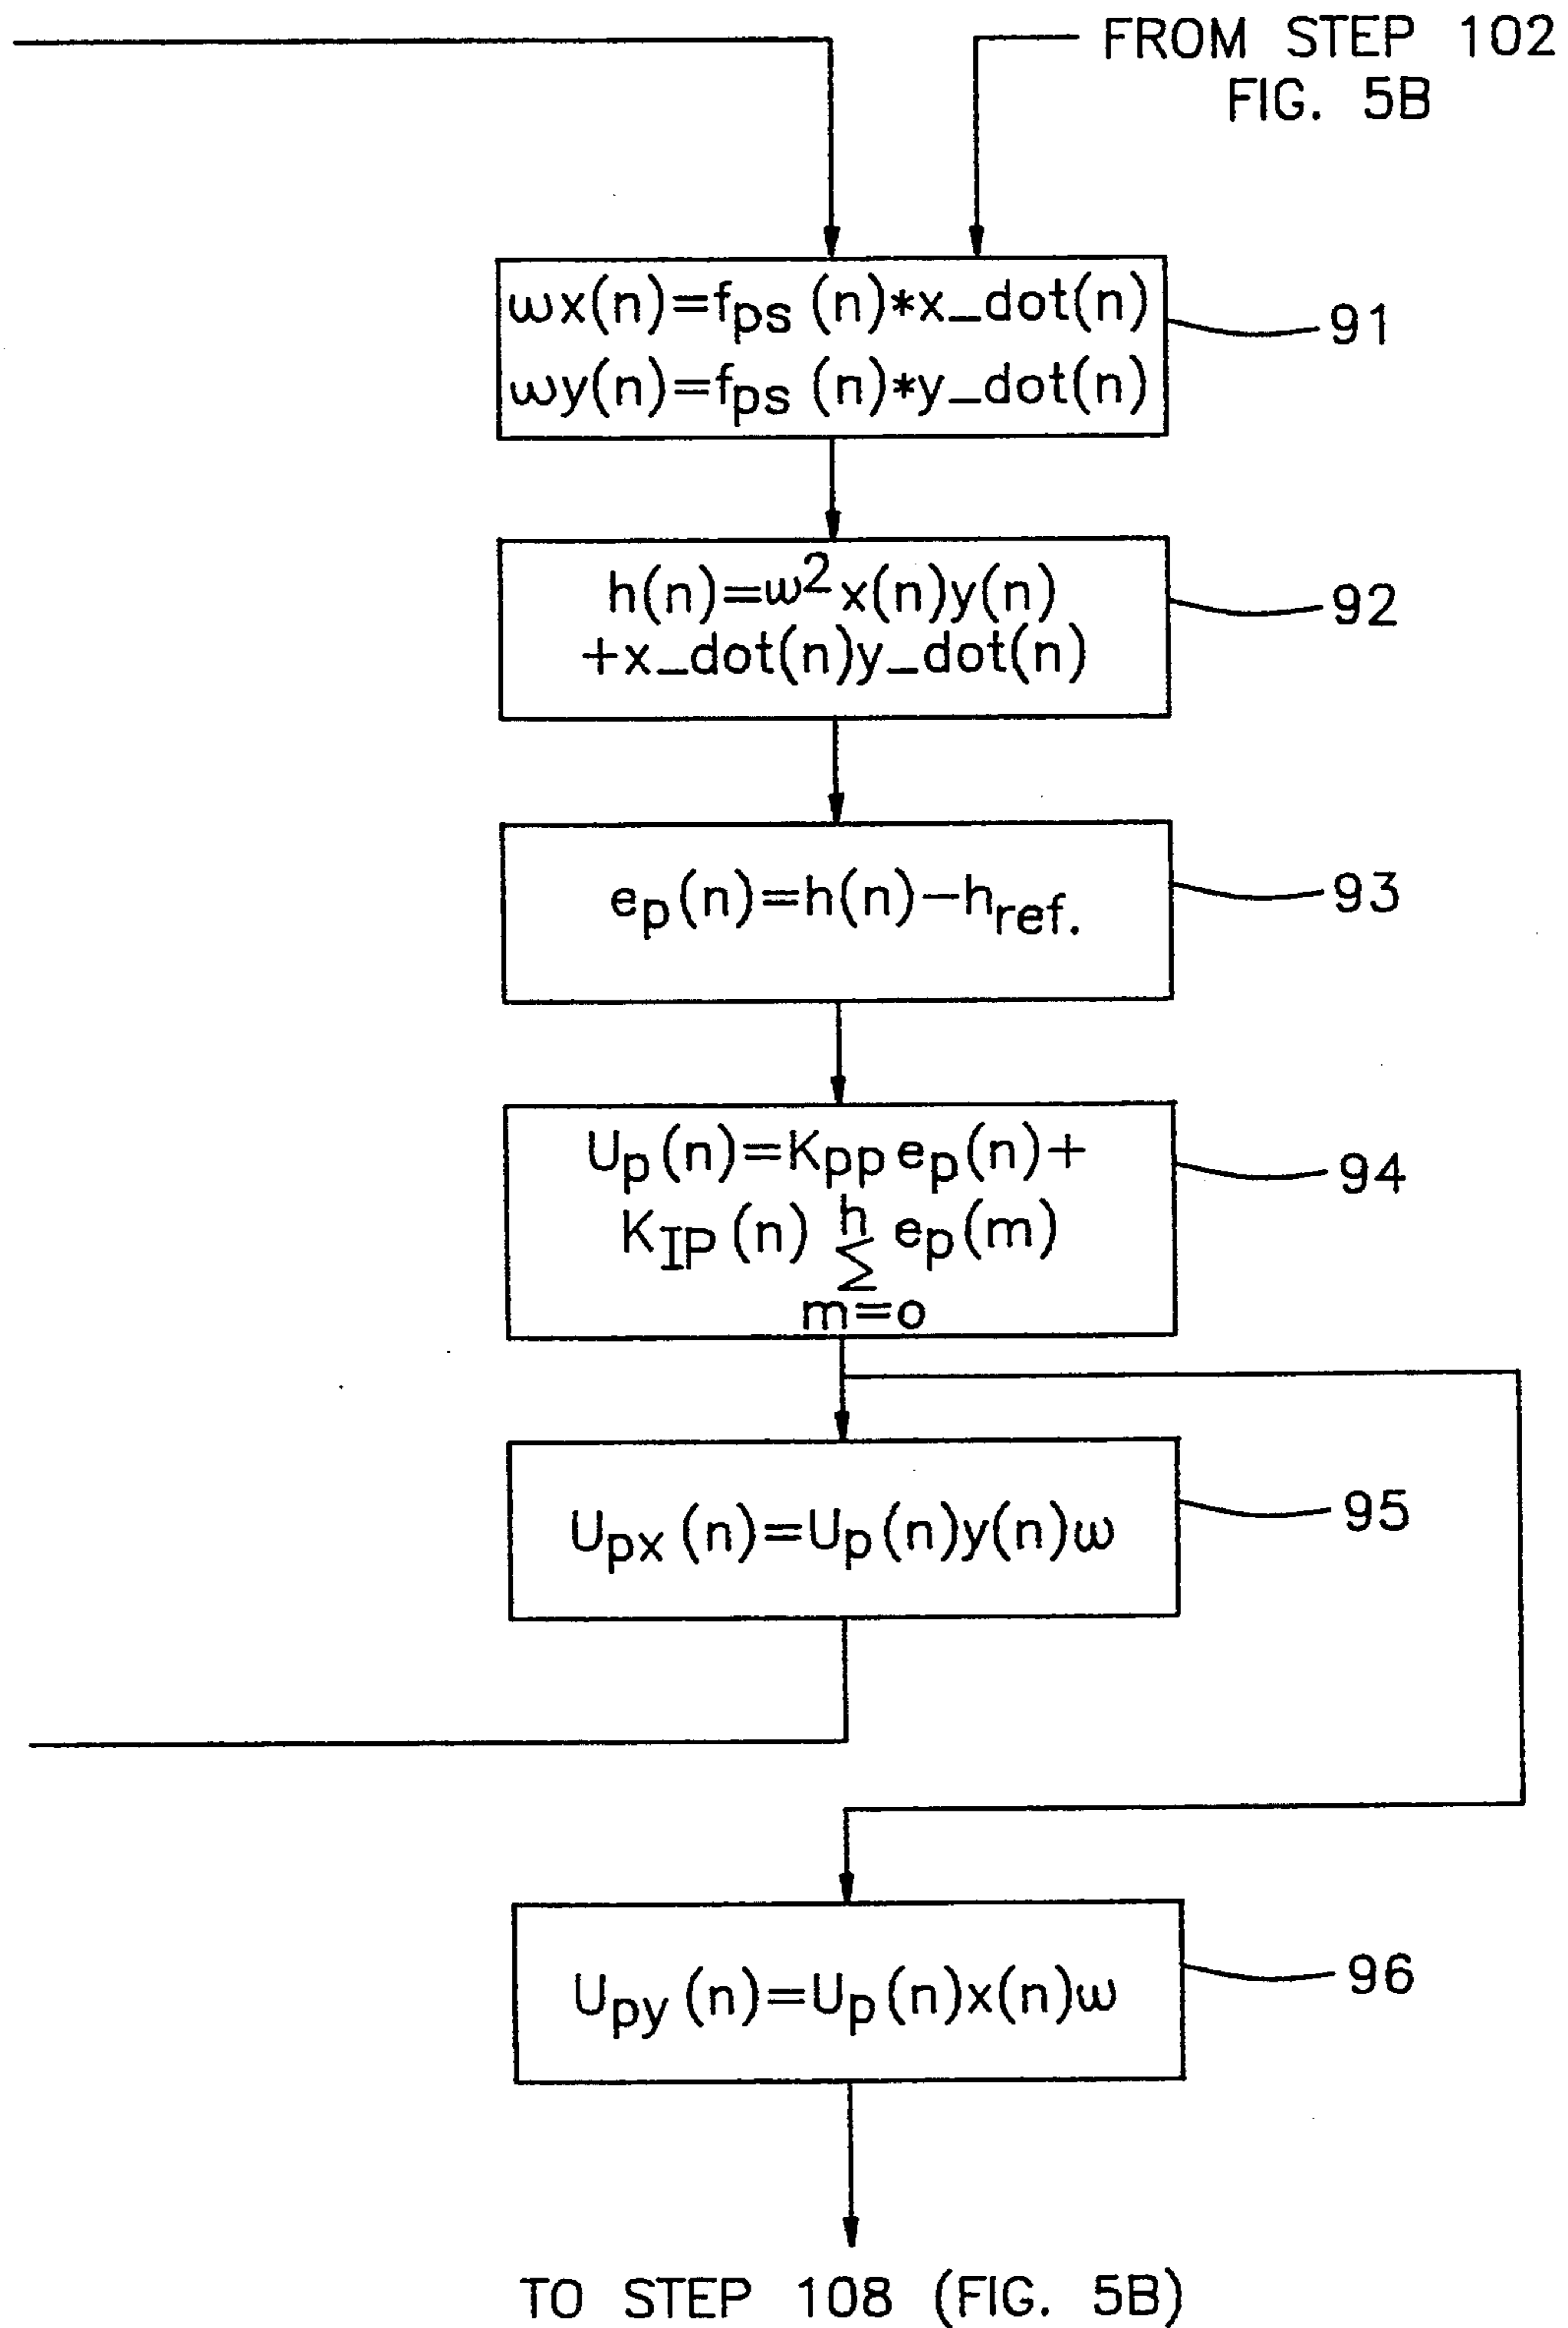 FROM STEP 102
FIG. 5B
ωx(n)=fps (n)*x_dot(n)
ωy(n)=fps (n)*y_dot(n)
91
h(n)=ω² x(n)y(n)
+x_dot(n)y_dot(n)
92
ep(n)=h(n)−href.
93
Up(n)=Kpp ep(n)+
h
KIP(n) ∑ ep(m)
m=o
94
Upx(n)=Up(n)y(n)ω
95
Upy(n)=Up(n)x(n)ω
96
TO STEP 108 (FIG. 5B)